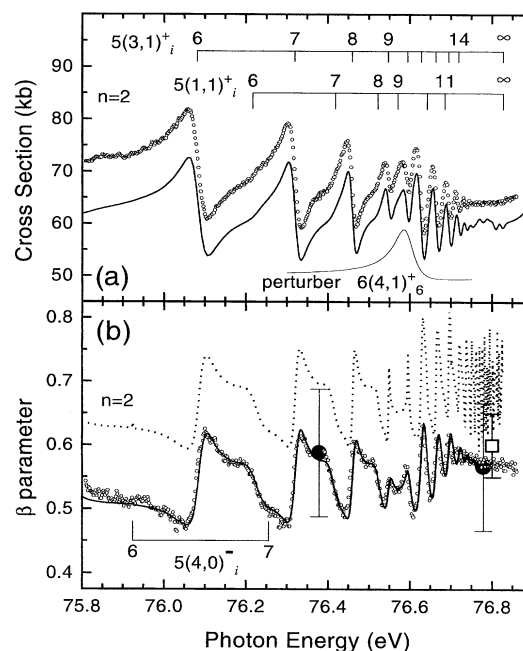 5(3,1)⁺ᵢ 6 7 8 9 14 ∞
5(1,1)⁺ᵢ 6 7 8 9 11 ∞
n=2
90
80
70
60
50
Cross Section (kb)
(a)
perturber 6(4,1)⁺₆
(b)
0.8
0.7
0.6
0.5
0.4
β parameter
n=2
6 7
5(4,0)⁻ᵢ
75.8 76.0 76.2 76.4 76.6 76.8
Photon Energy (eV)